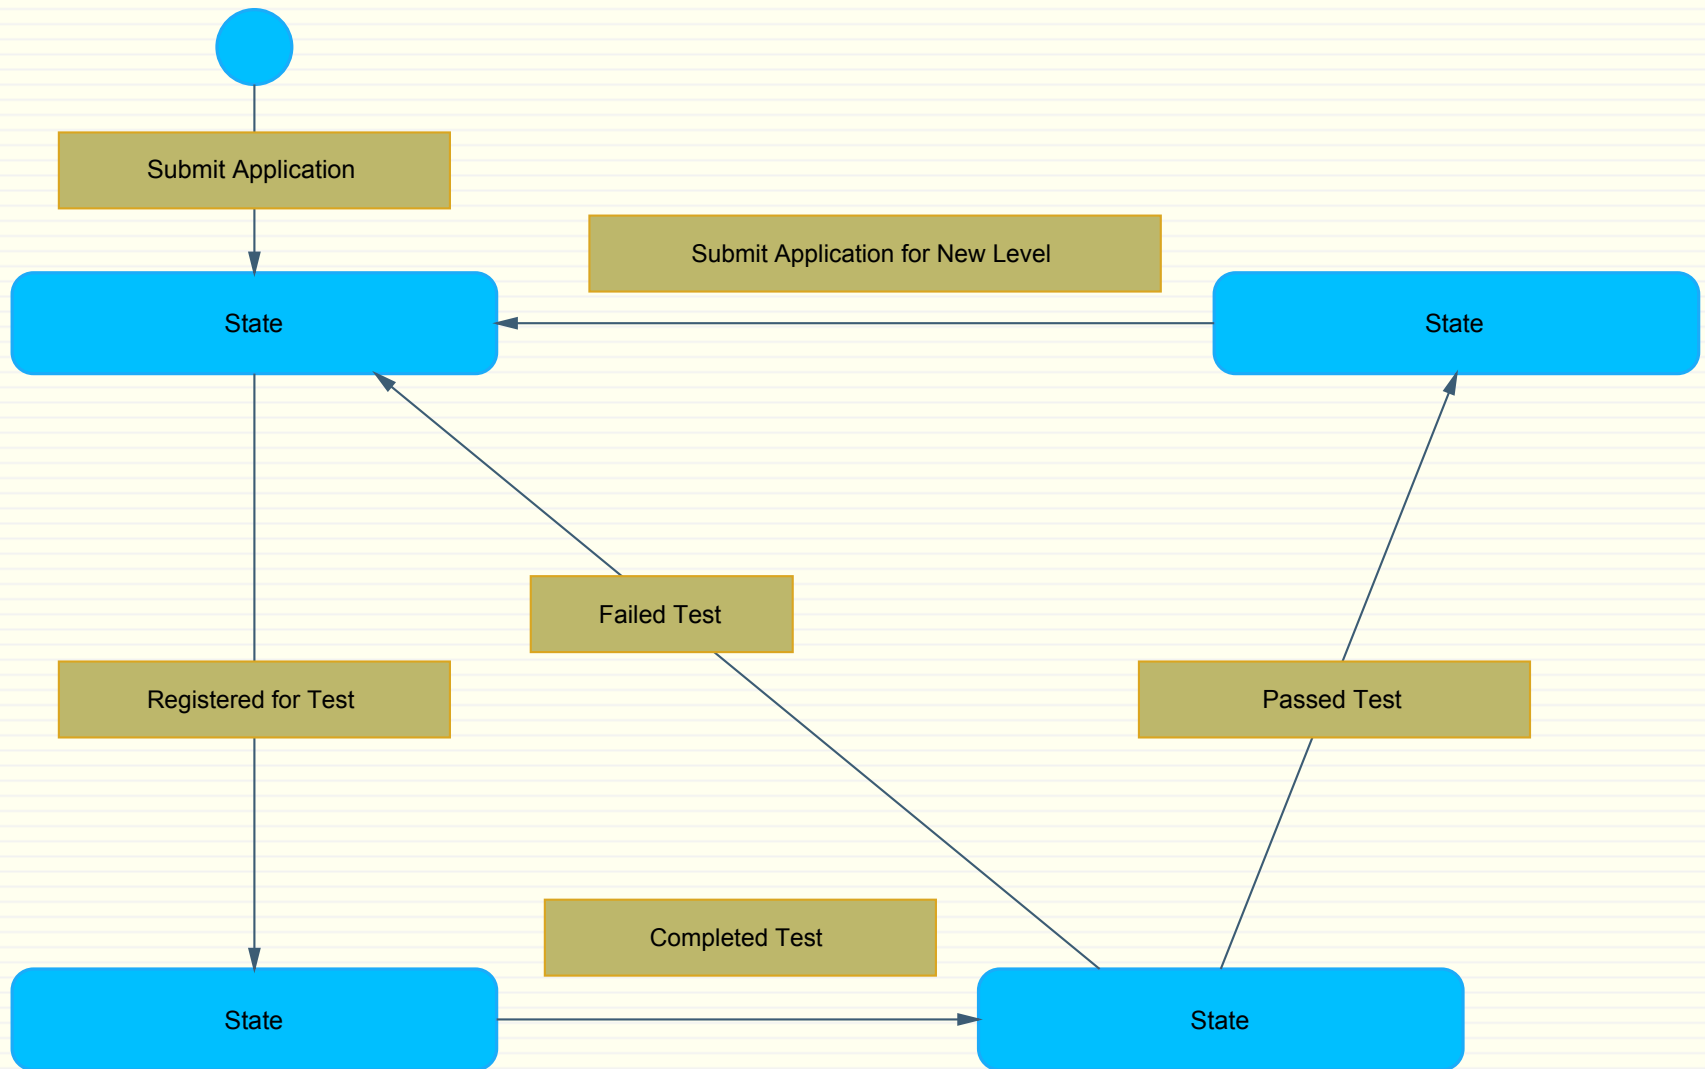 Submit Application
Submit Application for New Level
State
State
Failed Test
Registered for Test
Passed Test
Completed Test
State
State